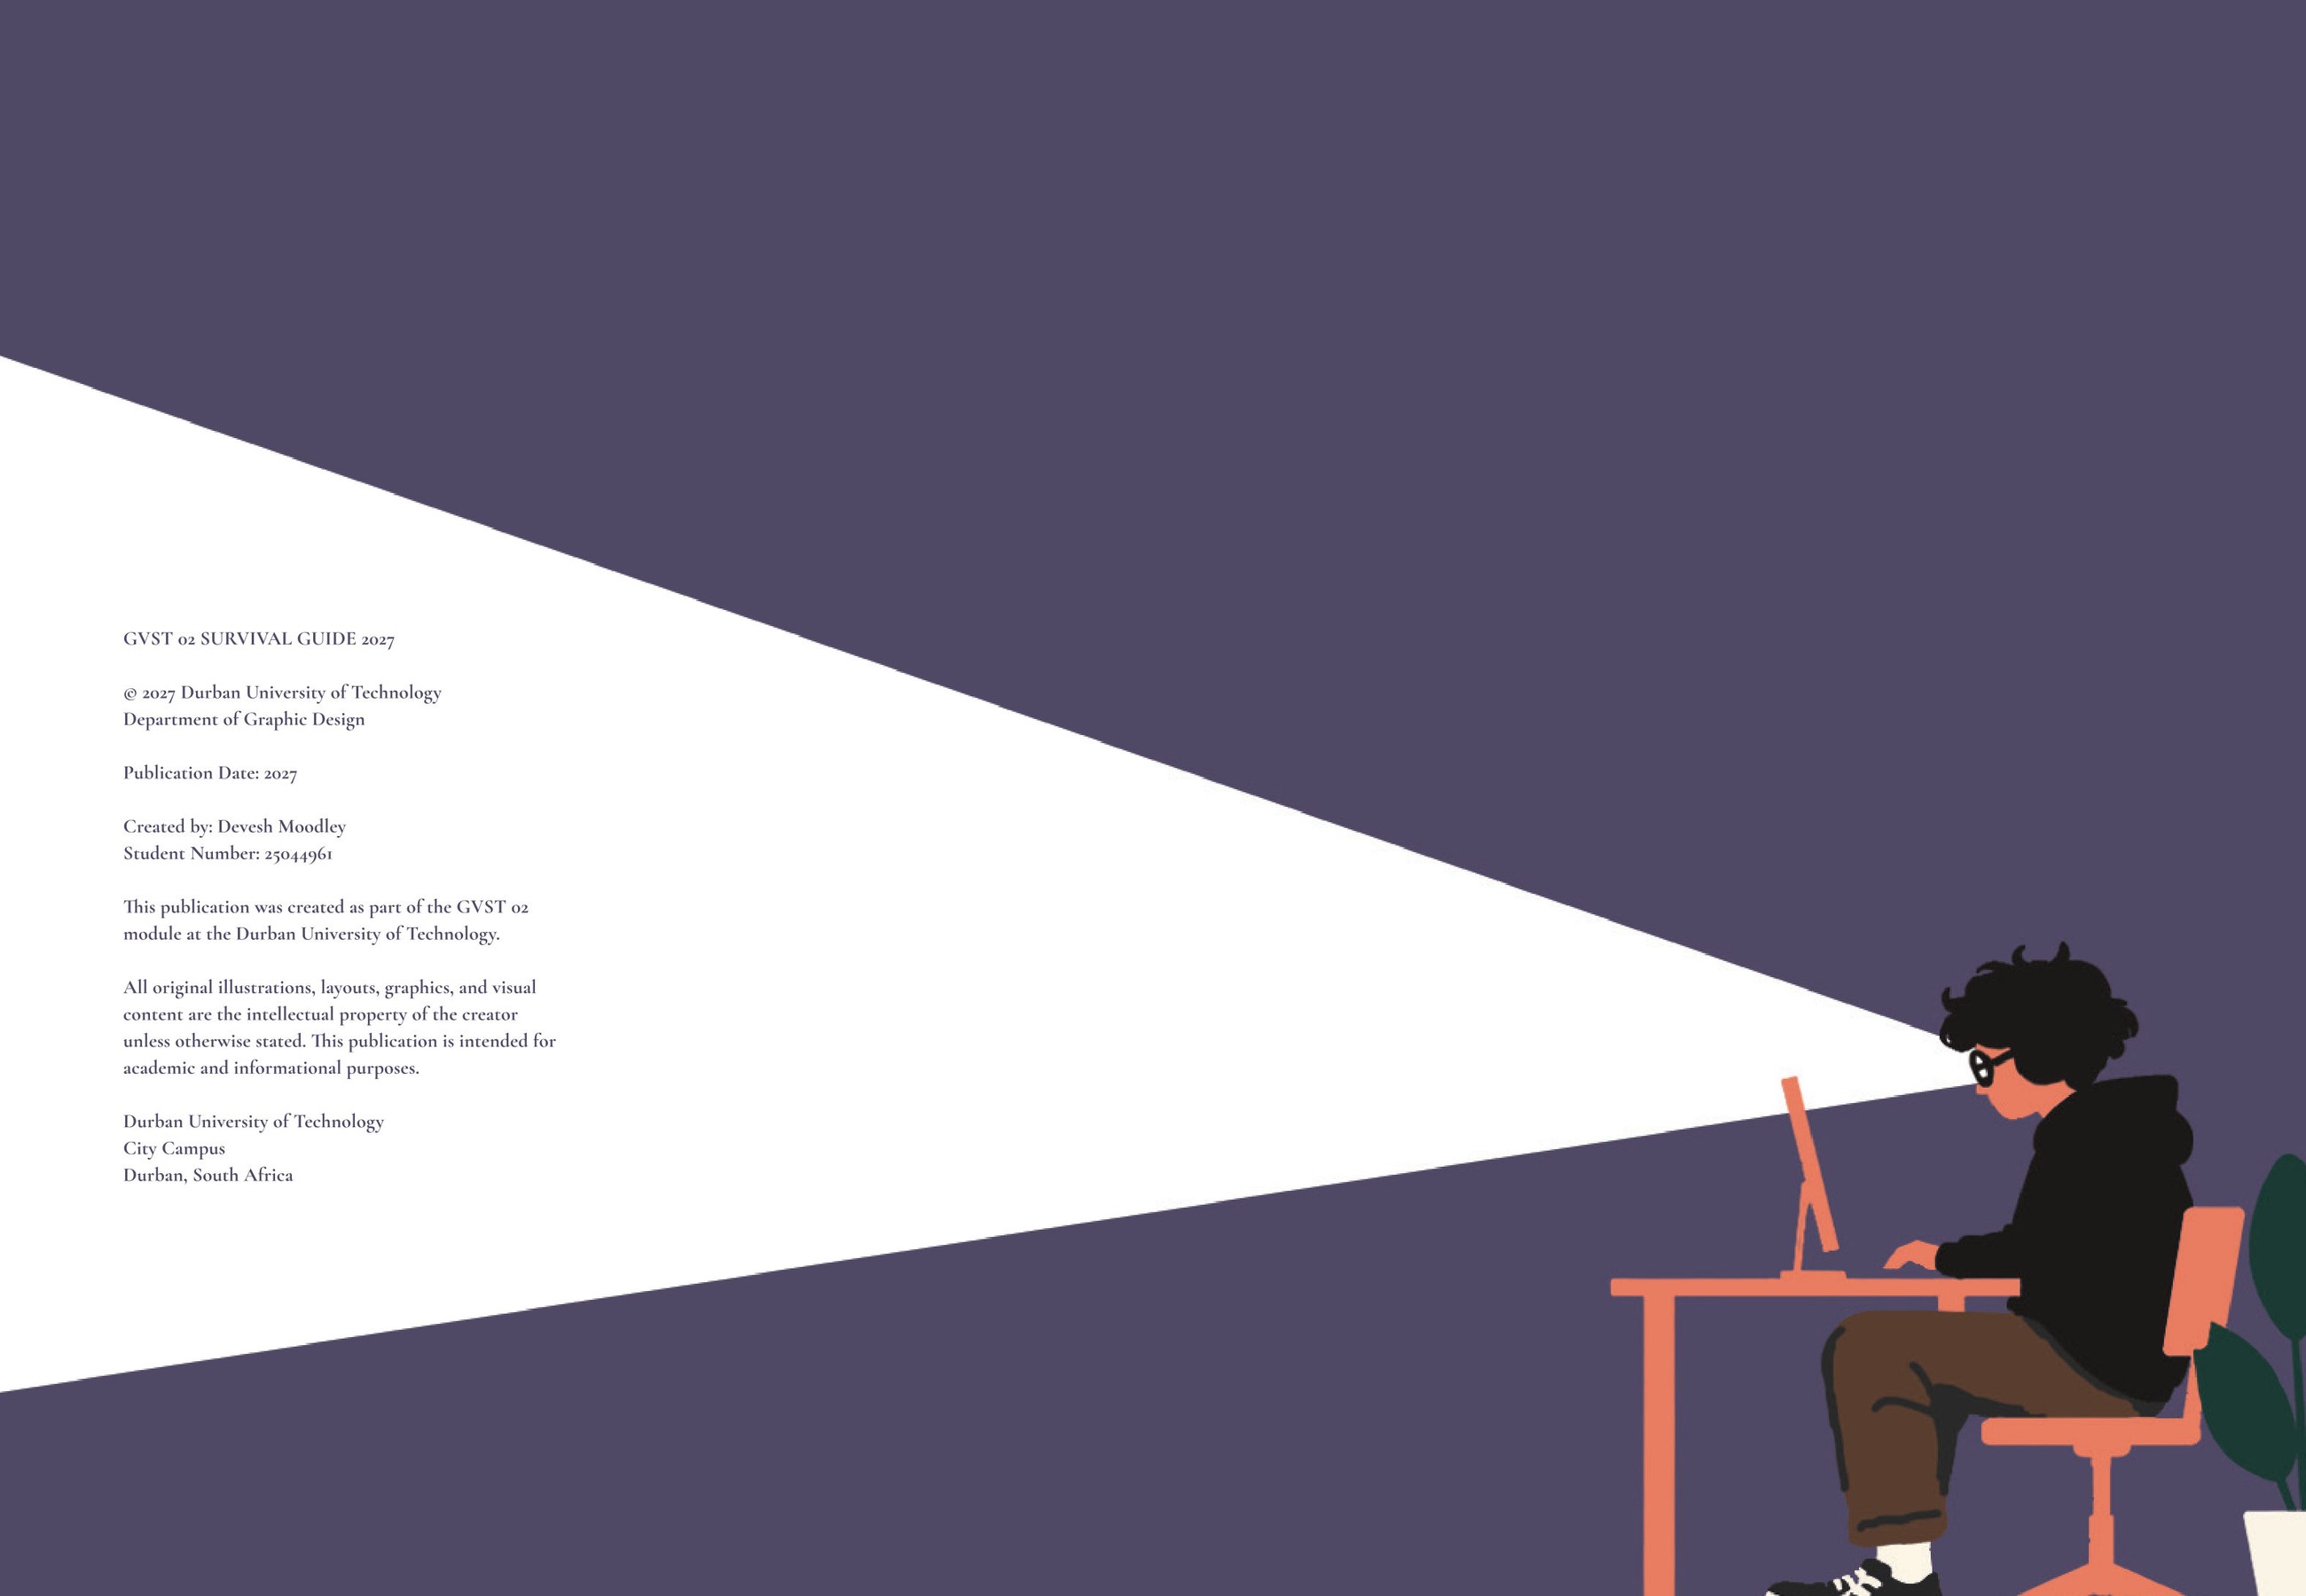 GVST 02 SURVIVAL GUIDE 2027
© 2027 Durban University of Technology
Department of Graphic Design
Publication Date: 2027
Created by: Devesh Moodley
Student Number: 25044961
This publication was created as part of the GVST 02
module at the Durban University of Technology.
All original illustrations, layouts, graphics, and visual
content are the intellectual property of the creator
unless otherwise stated. This publication is intended for
academic and informational purposes.
Durban University of Technology
City Campus
Durban, South Africa